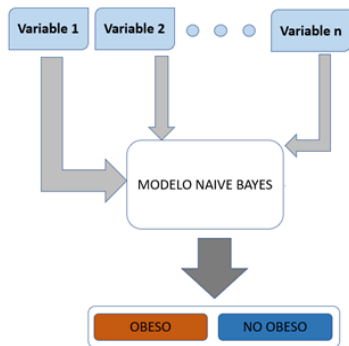 Variable 1
Variable 2
Variable n
MODELO NAIVE BAYES
OBESO
NO OBESO